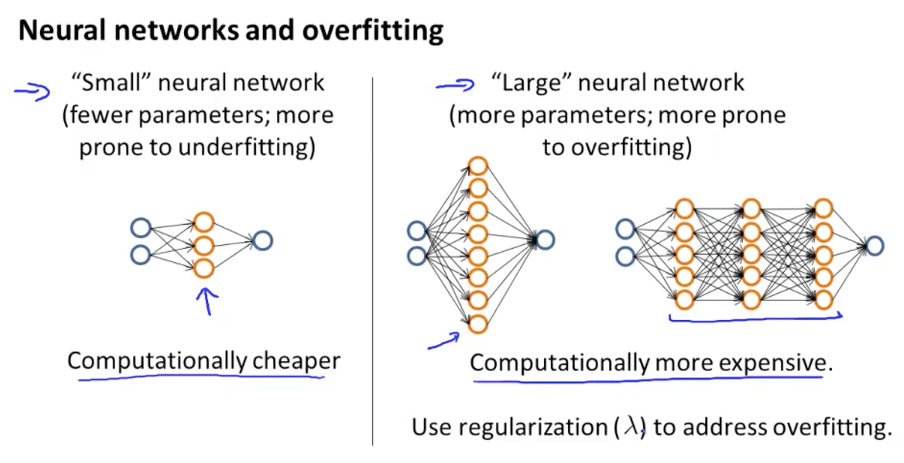 Neural networks and overfitting
“Small” neural network
(fewer parameters; more
prone to underfitting)
Computationally cheaper
“Large” neural network
(more parameters; more prone
to overfitting)
Computationally more expensive.
Use regularization (λ) to address overfitting.